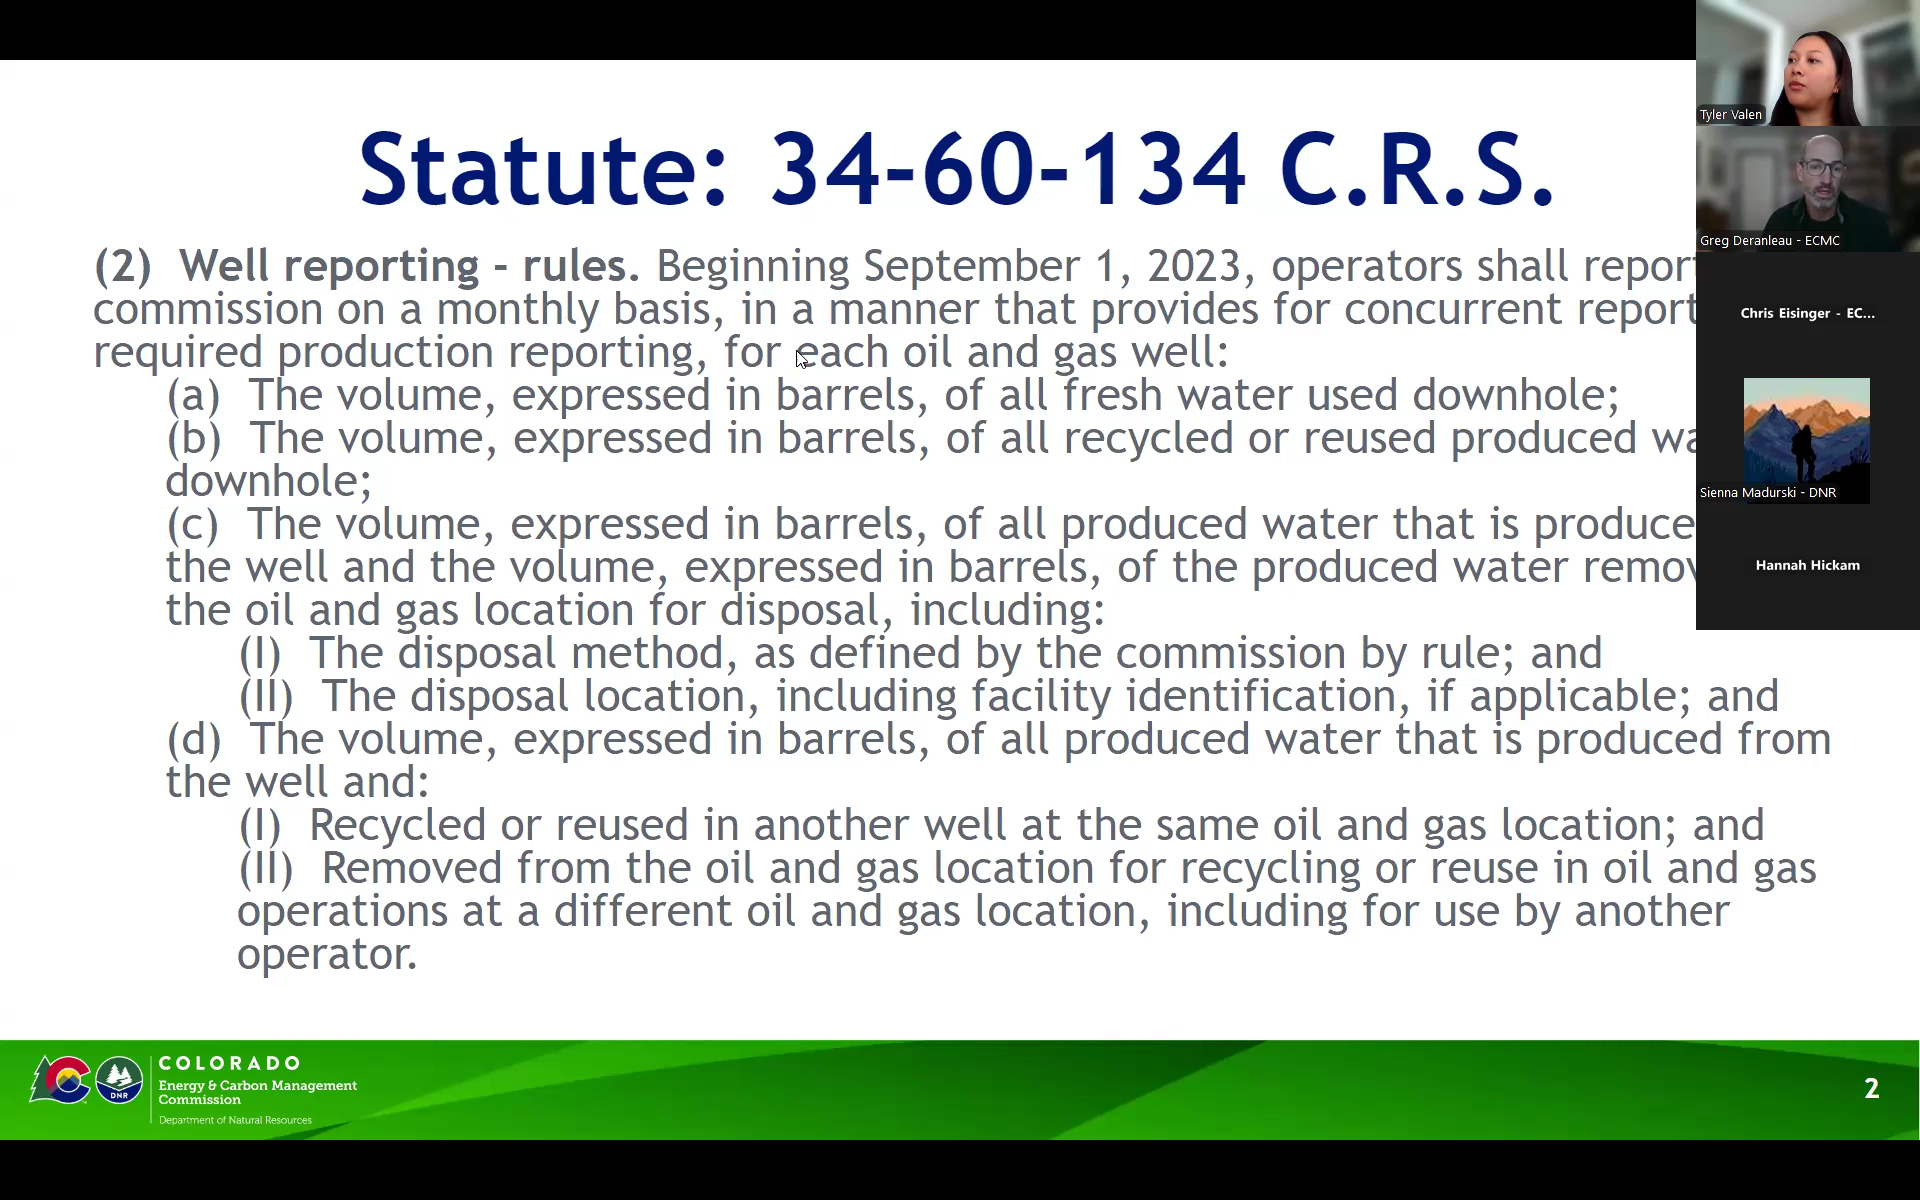 Statute: 34-60-134 C.R.S.
(2) Well reporting - rules. Beginning September 1, 2023, operators shall report
commission on a monthly basis, in a manner that provides for concurrent report
required production reporting, for each oil and gas well:
(a) The volume, expressed in barrels, of all fresh water used downhole;
(b) The volume, expressed in barrels, of all recycled or reused produced wa
downhole;
(c) The volume, expressed in barrels, of all produced water that is produce
the well and the volume, expressed in barrels, of the produced water remov
the oil and gas location for disposal, including:
(I) The disposal method, as defined by the commission by rule; and
(II) The disposal location, including facility identification, if applicable; and
(d) The volume, expressed in barrels, of all produced water that is produced from
the well and:
(I) Recycled or reused in another well at the same oil and gas location; and
(II) Removed from the oil and gas location for recycling or reuse in oil and gas
operations at a different oil and gas location, including for use by another
operator.
Tyler Valen
Greg Deranleau - ECMC
Chris Eisinger - EC...
Sienna Madurski - DNR
Hannah Hickam
DNR
COLORADO
Energy & Carbon Management
Commission
Department of Natural Resources
2